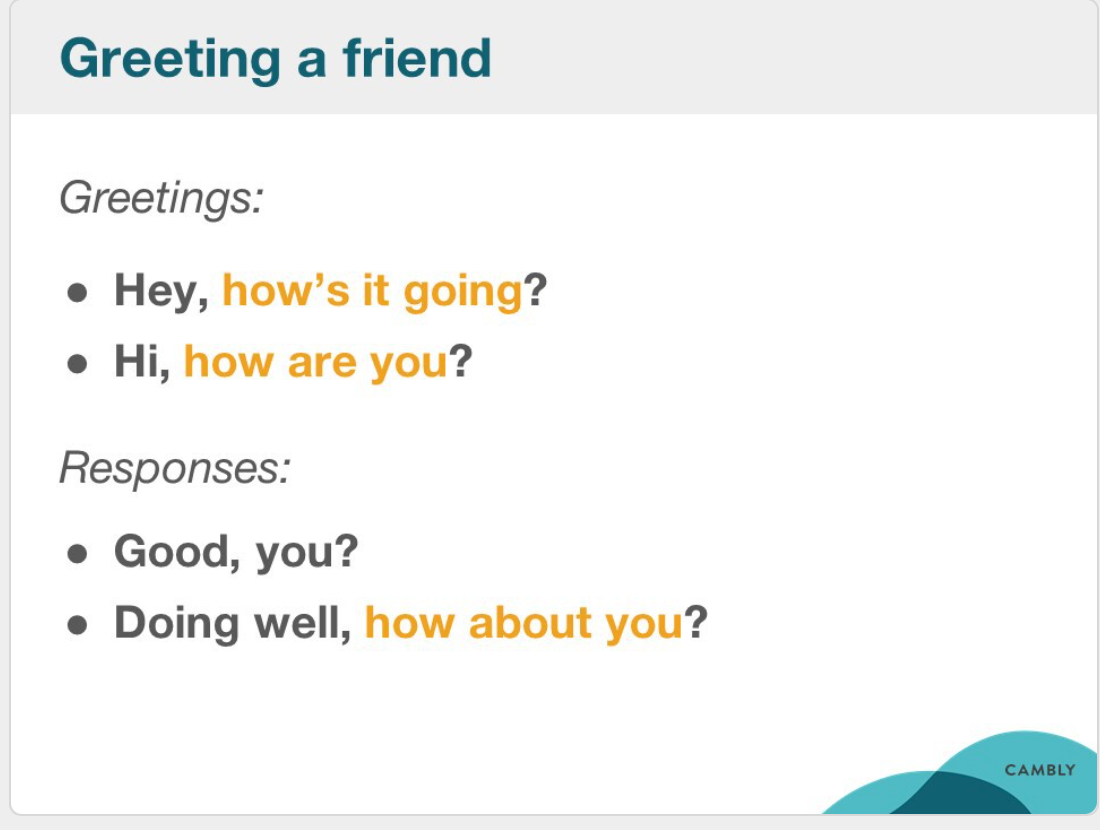 Greeting a friend
Greetings:
● Hey, how’s it going?
● Hi, how are you?
Responses:
● Good, you?
● Doing well, how about you?
CAMBLY